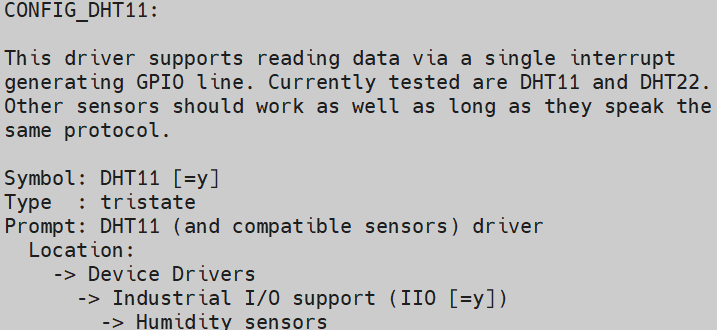 CONFIG_DHT11:
This driver supports reading data via a single interrupt
generating GPIO line. Currently tested are DHT11 and DHT22.
Other sensors should work as well as long as they speak the
same protocol.
Symbol: DHT11 [=y]
Type  : tristate
Prompt: DHT11 (and compatible sensors) driver
  Location:
    -> Device Drivers
      -> Industrial I/O support (IIO [=y])
        -> Humidity sensors